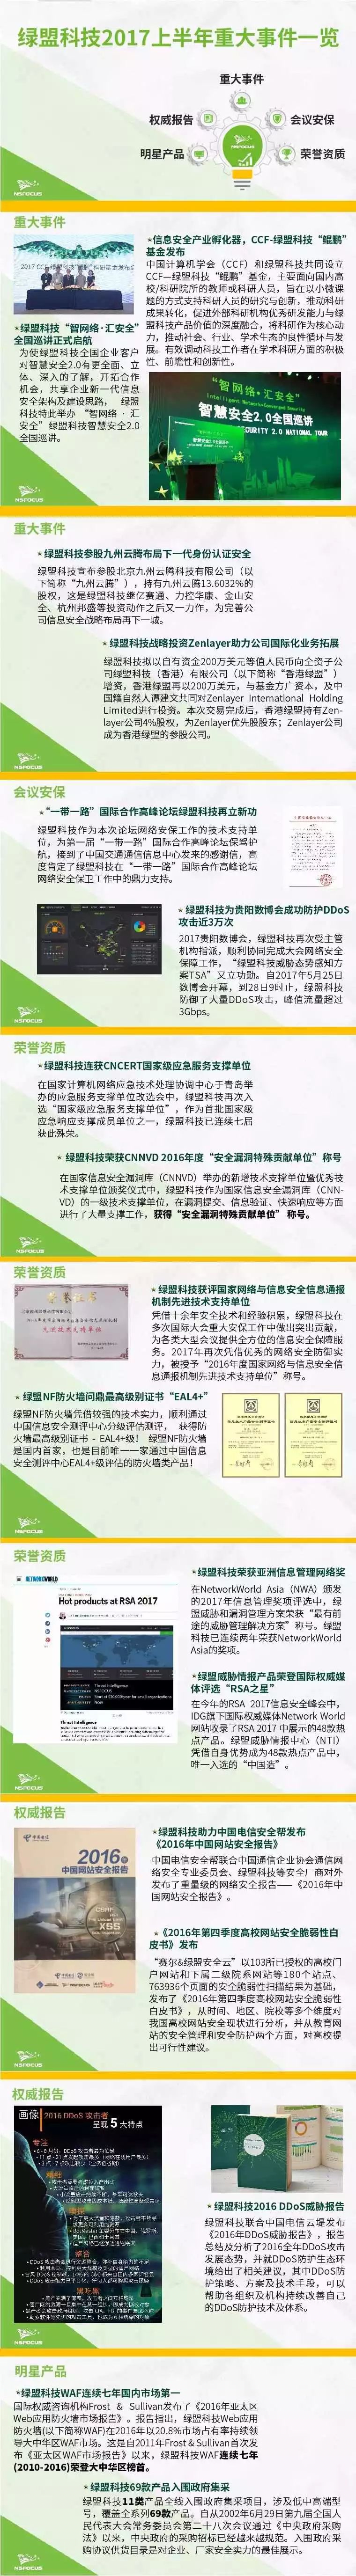 绿盟科技2017上半年重大事件一览
重大事件
权威报告
会议安保
明星产品
荣誉资质
NSFOCUS
NSFOCUS
重大事件
信息安全产业孵化器，CCF-绿盟科技“鲲鹏”
基金发布
中国计算机学会（CCF）和绿盟科技共同设立
CCF—绿盟科技“鲲鹏”基金，主要面向国内高
校/科研院所的教师或科研人员，旨在以小微课
题的方式支持科研人员的研究与创新，推动科研
成果转化，促进外部科研机构优秀研发能力与绿
盟科技产品价值的深度融合，将科研作为核心动
力，推动社会、行业、学术生态的良性循环与发
展。有效调动科技工作者在学术科研方面的积极
性、前瞻性和创新性。
绿盟科技“智网络·汇安全”
全国巡讲正式启航
为使绿盟科技全国企业客户
对智慧安全2.0有更全面、立
体、深入的了解，开拓合作
机会，共享企业新一代信息
安全架构及建设思路， 绿盟
科技特此举办 “智网络 · 汇
安全”绿盟科技智慧安全2.0
全国巡讲。
“智网络·汇安全”
Intelligent Network•Converged Security
智慧安全2.0全国巡讲
SECURITY 2.0 NATIONAL TOUR
NSFOCUS
重大事件
绿盟科技参股九州云腾布局下一代身份认证安全
绿盟科技宣布参股北京九州云腾科技有限公司（以
下简称“九州云腾”），持有九州云腾13.6032%的
股权，这是绿盟科技继亿赛通、力控华康、金山安
全、杭州邦盛等投资动作之后又一力作，为完善公
司信息安全战略布局再下一城。
绿盟科技战略投资Zenlayer助力公司国际化业务拓展
绿盟科技拟以自有资金200万美元等值人民币向全资子公
司绿盟科技（香港）有限公司（以下简称“香港绿盟”）
增资，香港绿盟再以200万美元，与基金方广资本，及中
国籍自然人谭建文共同对Zenlayer International Holding
Limited进行投资。本次交易完成后，香港绿盟持有Zen-
layer公司4%股权，为Zenlayer优先股股东；Zenlayer公司
成为香港绿盟的参股公司。
NSFOCUS
会议安保
“一带一路”国际合作高峰论坛绿盟科技再立新功
绿盟科技作为本次论坛网络安保工作的技术支持单
位，为第一届“一带一路”国际合作高峰论坛保驾护
航，接到了中国交通通信信息中心发来的感谢信，高
度肯定了绿盟科技在“一带一路”国际合作高峰论坛
网络安全保卫工作中的鼎力支持。
绿盟科技为贵阳数博会成功防护DDoS
攻击近3万次
2017贵阳数博会，绿盟科技再次受主管
机构指派，顺利协同完成大会网络安全
保障工作，“绿盟科技威胁态势感知方
案TSA”又立功勋。自2017年5月25日
数博会开幕，到28日9时止，绿盟科技
防御了大量DDoS攻击，峰值流量超过
3Gbps。
NSFOCUS
荣誉资质
绿盟科技连获CNCERT国家级应急服务支撑单位
在国家计算机网络应急技术处理协调中心于青岛举
办的应急服务支撑单位改选会中，绿盟科技再次入
选“国家级应急服务支撑单位”，作为首批国家级
应急响应支撑成员单位之一，绿盟科技已连续七届
获此殊荣。
绿盟科技荣获CNNVD 2016年度“安全漏洞特殊贡献单位”称号
在国家信息安全漏洞库（CNNVD）举办的新增技术支撑单位暨优秀技
术支撑单位颁奖仪式中，绿盟科技作为国家信息安全漏洞库（CNN-
VD）的一级技术支撑单位，在漏洞提交、信息验证、快速响应等方面
进行了大量支撑工作，获得“安全漏洞特殊贡献单位” 称号。
NSFOCUS
荣誉资质
绿盟科技获评国家网络与信息安全信息通报
机制先进技术支持单位
凭借十余年安全技术和经验积累，绿盟科技在
多次国际大会重大安保工作中做出突出贡献，
为各类大型会议提供全方位的信息安全保障服
务。2017年再次凭借优秀的网络安全防御实
力，被授予“2016年度国家网络与信息安全信
息通报机制先进技术支持单位”称号。
绿盟NF防火墙问鼎最高级别证书“EAL4+”
绿盟NF防火墙凭借较强的技术实力，顺利通过
中国信息安全测评中心分级评估测评， 获得防
火墙最高级别证书 - EAL4+级！ 绿盟NF防火墙
是国内首家，也是目前唯一一家通过中国信息
安全测评中心EAL4+级评估的防火墙类产品！
NSFOCUS
荣誉资质
NETWORKWORLD
Hot products at RSA 2017
绿盟科技荣获亚洲信息管理网络奖
在NetworkWorld Asia（NWA）颁发
的2017年信息管理奖项评选中，绿
盟威胁和漏洞管理方案荣获“最有前
途的威胁管理解决方案”称号。绿盟
科技已连续两年荣获NetworkWorld
Asia的奖项。
绿盟威胁情报产品荣登国际权威媒
体评选“RSA之星”
在今年的RSA 2017信息安全峰会中，
IDG旗下国际权威媒体Network World
网站收录了RSA 2017 中展示的48款热
点产品。绿盟威胁情报中心（NTI）
凭借自身优势成为48款热点产品中，
唯一入选的“中国造”。
NSFOCUS
权威报告
2016年
中国网站安全报告
绿盟科技助力中国电信安全帮发布
《2016年中国网站安全报告》
中国电信安全帮联合中国通信企业协会通信网
络安全专业委员会、绿盟科技等安全厂商对外
发布了重量级的网络安全报告——《2016年中
国网站安全报告》。
《2016年第四季度高校网站安全脆弱性白
皮书》发布
“赛尔&绿盟安全云”以103所已授权的高校门
户网站和下属二级院系网站等180个站点、
763936个页面的安全脆弱性扫描结果为基础，
发布了《2016年第四季度高校网站安全脆弱性
白皮书》，从时间、地区、院校等多个维度对
我国高校网站安全现状进行分析，并从教育网
站的安全管理和安全防护两个方面，对高校提
出可行性建议。
NSFOCUS
权威报告
画像 2016 DDoS 攻击者
呈现 5 大特点
专注
整合
绿盟科技2016 DDoS威胁报告
绿盟科技联合中国电信云堤发布
《2016年DDoS威胁报告》，报告
总结及分析了2016全年DDoS攻击
发展态势，并就DDoS防护生态环
境给出了相关建议，其中DDoS防
护策略、方案及技术手段，可以
帮助各组织及机构持续改善自己
的DDoS防护技术及体系。
NSFOCUS
明星产品
绿盟科技WAF连续七年国内市场第一
国际权威咨询机构Frost & Sullivan发布了《2016年亚太区
Web应用防火墙市场报告》。报告指出，绿盟科技Web应用
防火墙(以下简称WAF)在2016年以20.8%市场占有率持续领
导大中华区WAF市场。这是自2011年Frost & Sullivan首次发
布《亚太区WAF市场报告》以来，绿盟科技WAF连续七年
(2010-2016)荣登大中华区榜首。
绿盟科技69款产品入围政府集采
绿盟科技11类产品全线入围政府集采项目，涉及低中高端型
号，覆盖全系列69款产品。自从2002年6月29日第九届全国人
民代表大会常务委员会第二十八次会议通过《中央政府采购
法》以来，中央政府的采购招标已经越来越规范。入围政府采
购协议供货目录是对企业、厂家安全实力的最佳展示。